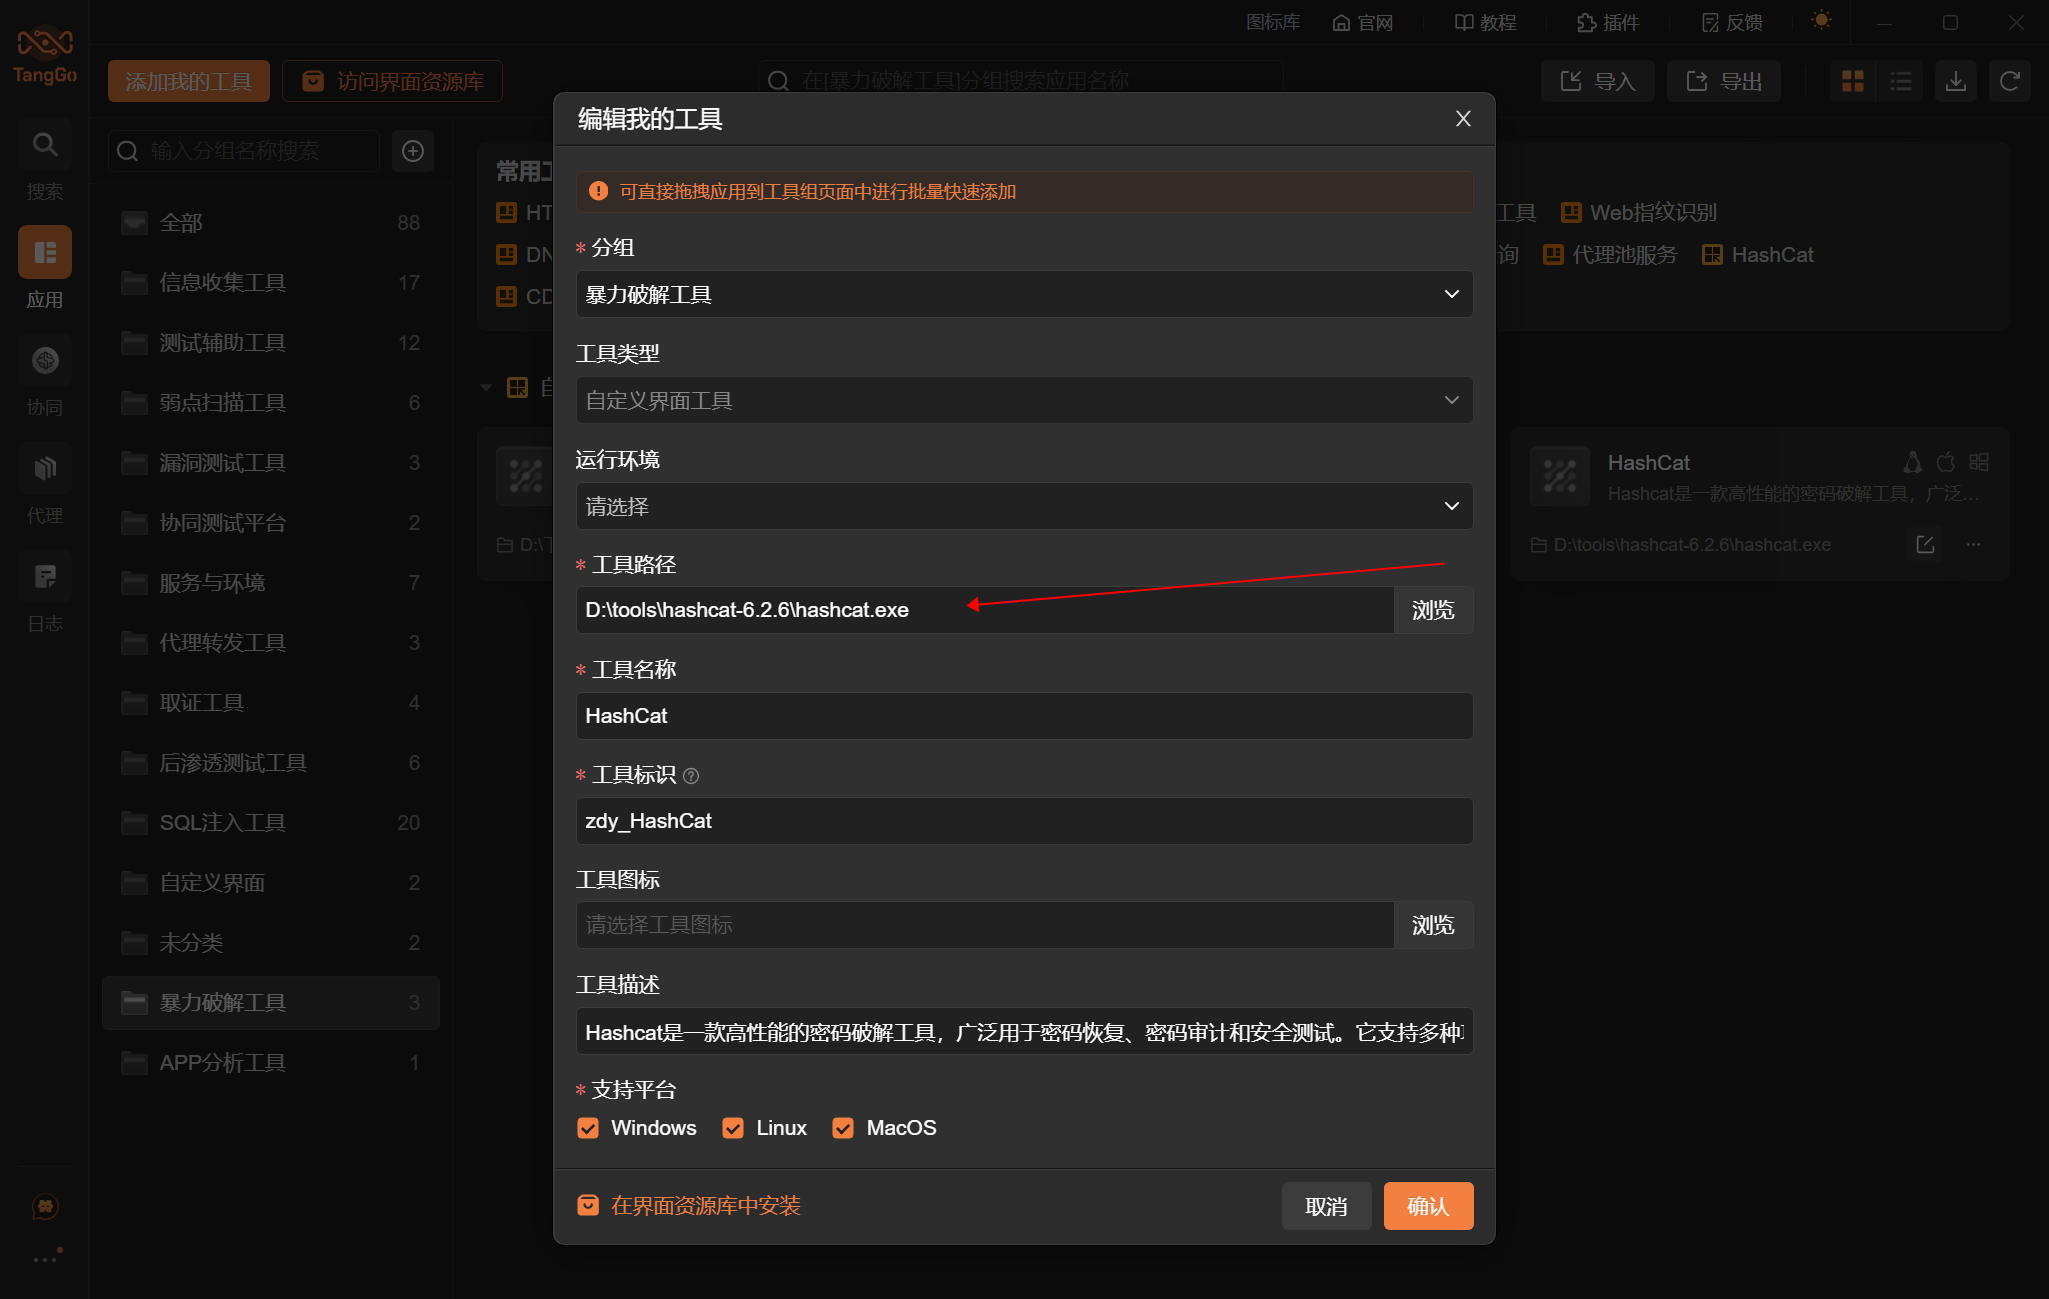 图标库
官网
教程
插件
反馈
TangGo
添加我的工具
访问界面资源库
在[暴力破解工具]分组搜索应用名称
导入
导出
搜索
应用
协同
代理
日志
输入分组名称搜索
全部 88
信息收集工具 17
测试辅助工具 12
弱点扫描工具 6
漏洞测试工具 3
协同测试平台 2
服务与环境 7
代理转发工具 3
取证工具 4
后渗透测试工具 6
SQL注入工具 20
自定义界面 2
未分类 2
暴力破解工具 3
APP分析工具 1
常用工
HT
DN
CD
工具
Web指纹识别
询
代理池服务
HashCat
自
D:\
HashCat
Hashcat是一款高性能的密码破解工具，广泛...
D:\tools\hashcat-6.2.6\hashcat.exe
编辑我的工具
可直接拖拽应用到工具组页面中进行批量快速添加
* 分组
暴力破解工具
工具类型
自定义界面工具
运行环境
请选择
* 工具路径
D:\tools\hashcat-6.2.6\hashcat.exe
浏览
* 工具名称
HashCat
* 工具标识
zdy_HashCat
工具图标
请选择工具图标
浏览
工具描述
Hashcat是一款高性能的密码破解工具，广泛用于密码恢复、密码审计和安全测试。它支持多种
* 支持平台
Windows
Linux
MacOS
在界面资源库中安装
取消
确认